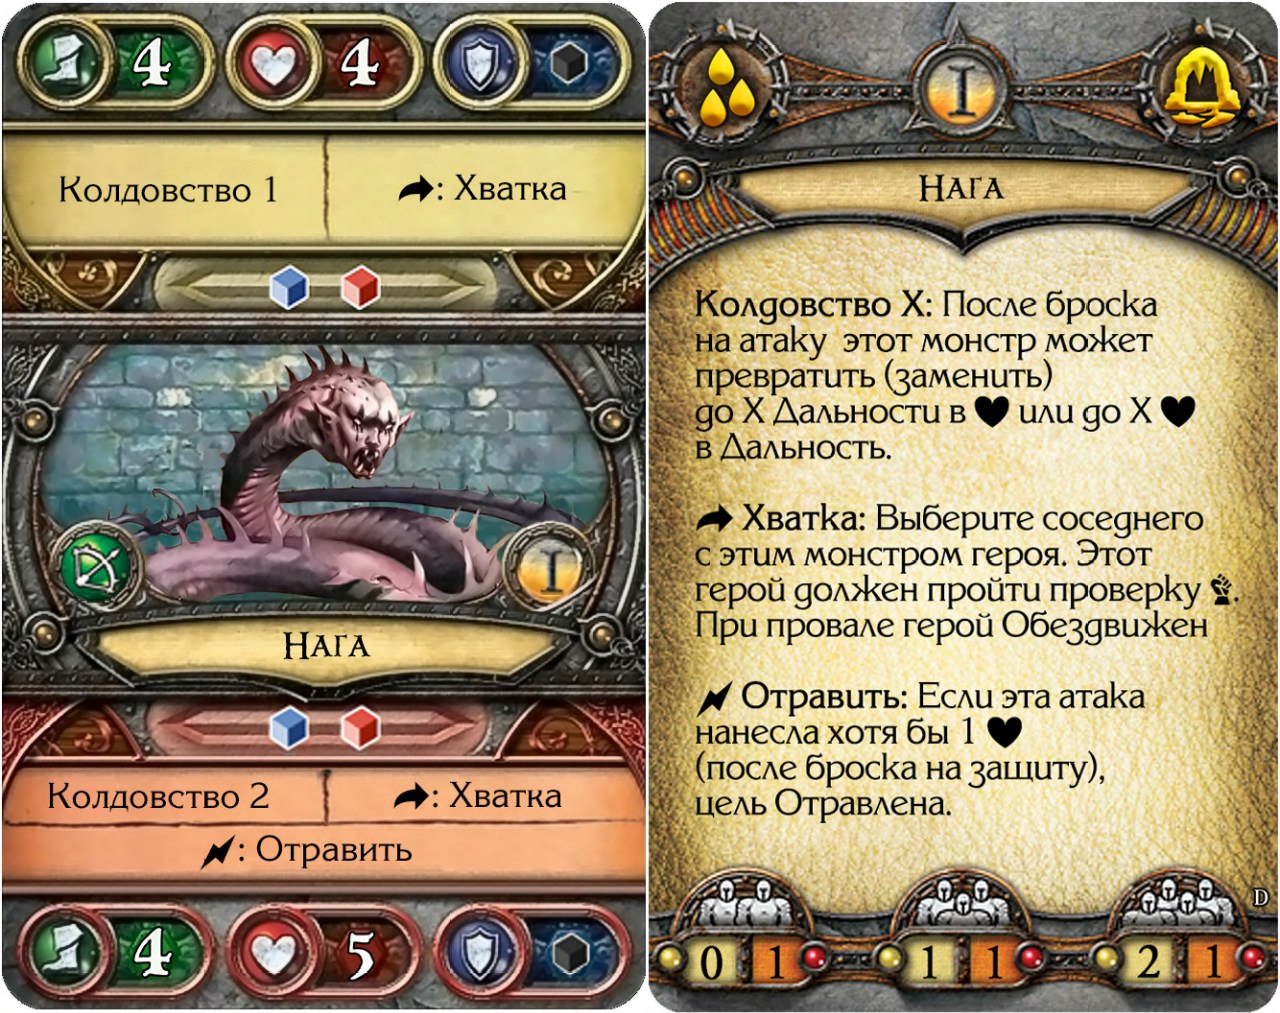 4 4
Колдовство 1 : Хватка
I
Нага
Колдовство 2 : Хватка
: Отравить
4 5
I
Нага
Колдовство X: После броска
на атаку этот монстр может
превратить (заменить)
до X Дальности в или до X
в Дальность.
Хватка: Выберите соседнего
с этим монстром героя. Этот
герой должен пройти проверку .
При провале герой Обездвижен
Отравить: Если эта атака
нанесла хотя бы 1
(после броска на защиту),
цель Отравлена.
D
0 1 1 1 2 1